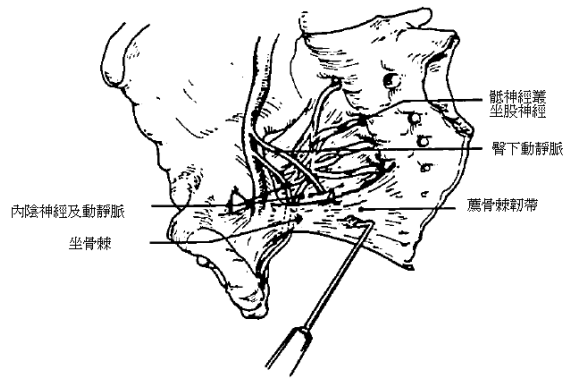 骶神經叢
坐股神經
臀下動靜脈
內陰神經及動靜脈
薦骨棘韌帶
坐骨棘